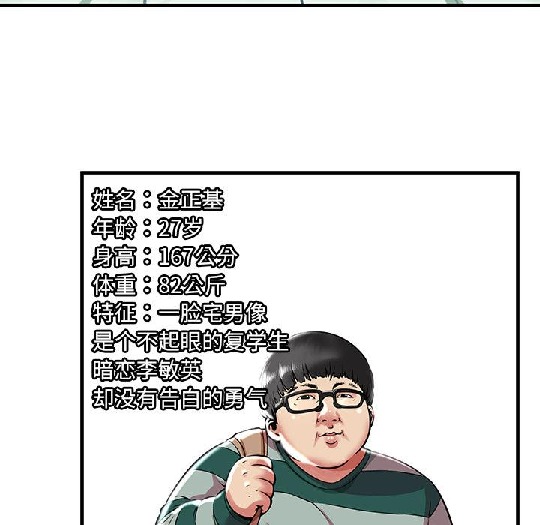 姓名：金正基
年龄：27岁
身高：167公分
体重：82公斤
特征：一脸宅男像
是个不起眼的复学生
暗恋李敏英
却没有告白的勇气